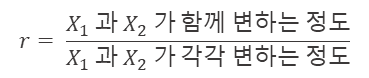 r = X₁ 과 X₂ 가 함께 변하는 정도
X₁ 과 X₂ 가 각각 변하는 정도